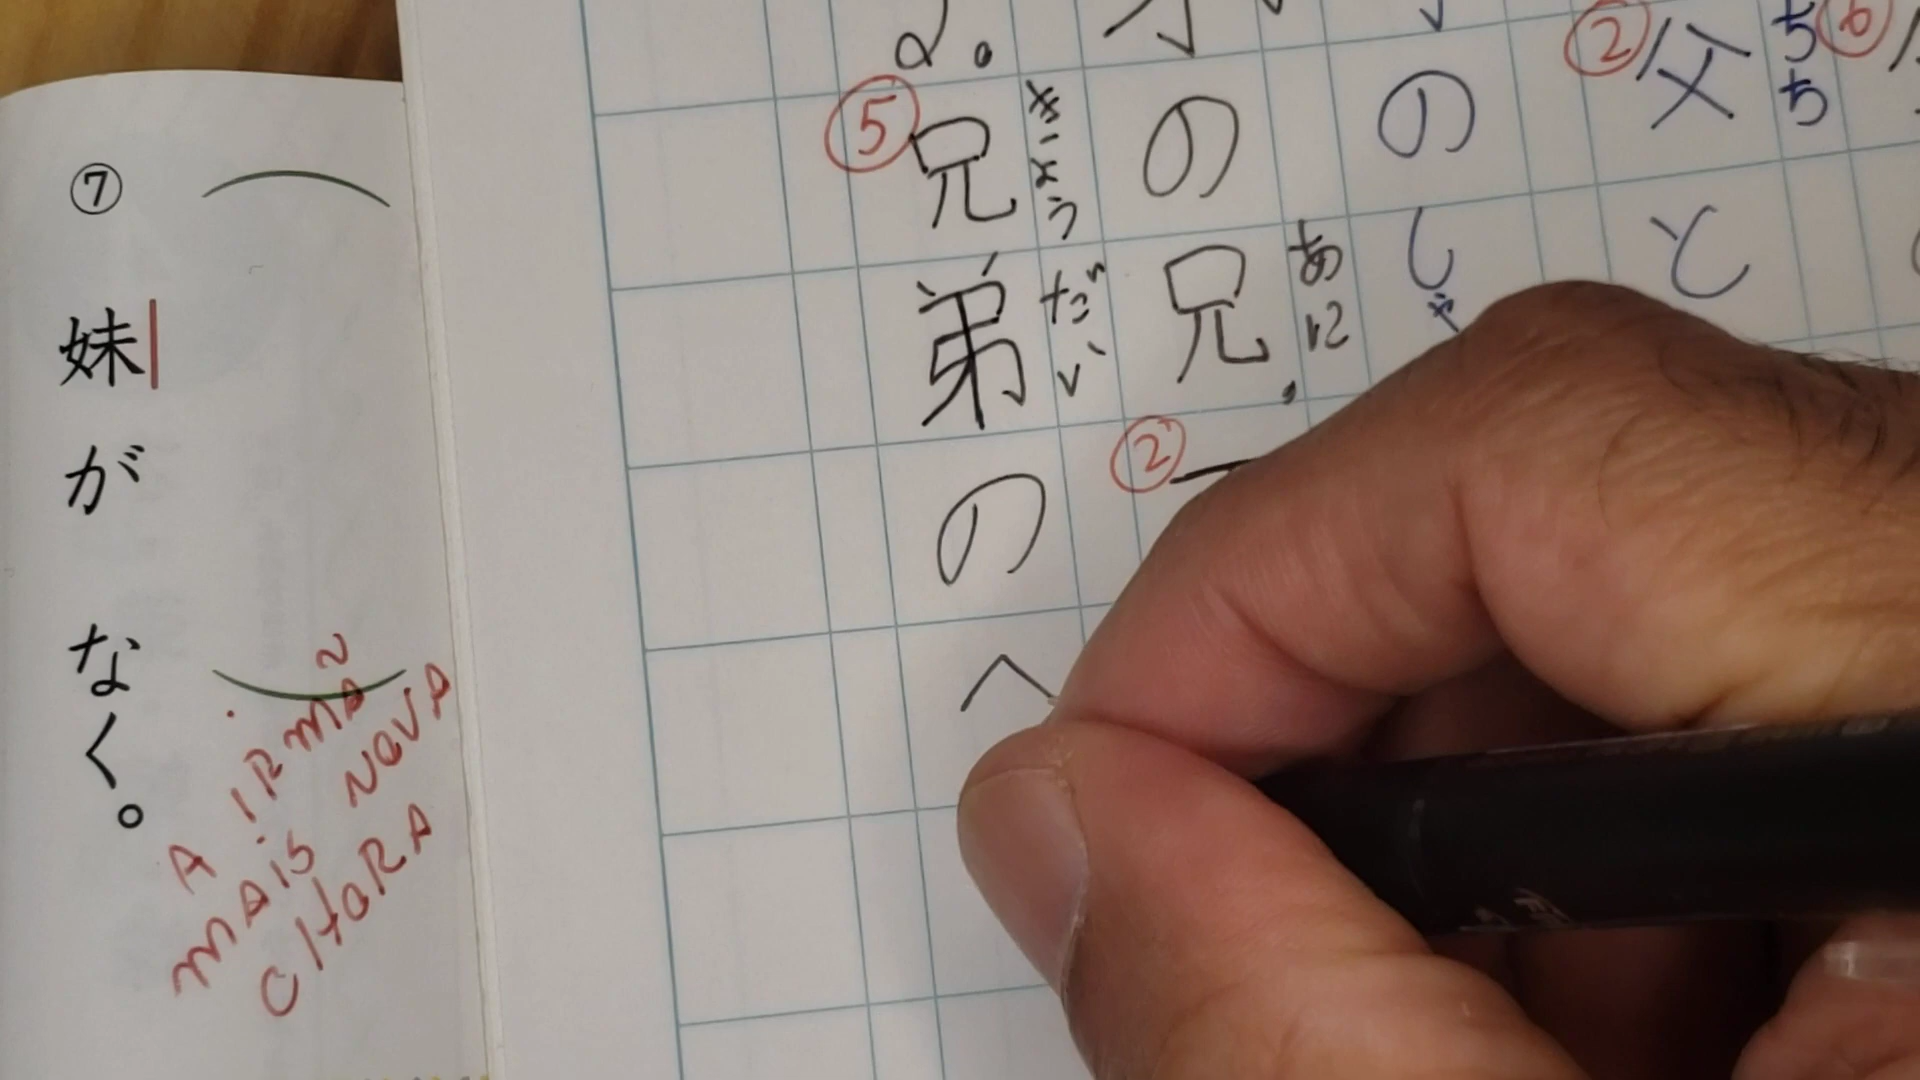 ⑥
②父と
ちち
のし
の兄。②
あに
⑤兄弟のへ
きょうだい
⑦
妹が なく。
A IRMÃ
MAIS NOVA
CHORA